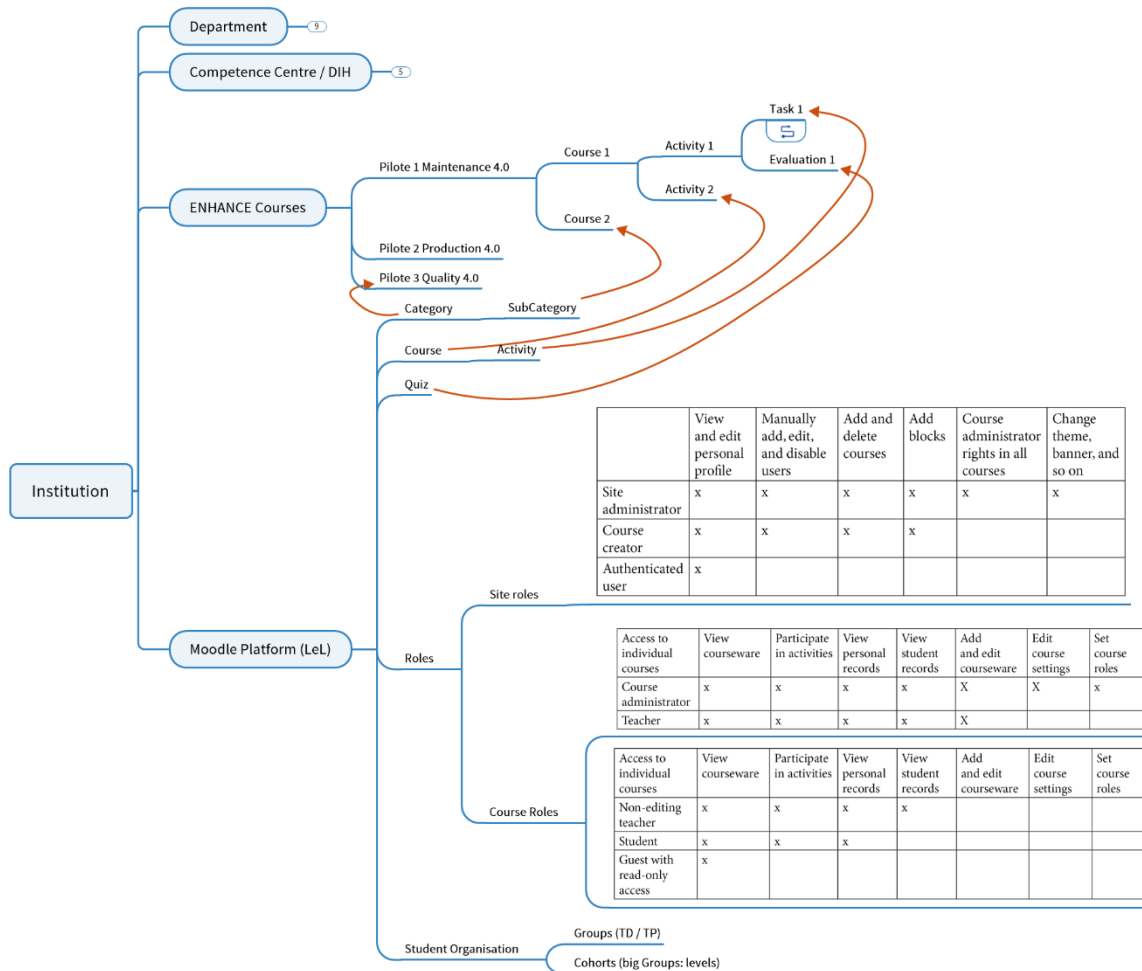 Department
9
Competence Centre / DIH
5
Task 1
Activity 1
Course 1
Evaluation 1
Pilote 1 Maintenance 4.0
Activity 2
ENHANCE Courses
Course 2
Pilote 2 Production 4.0
Pilote 3 Quality 4.0
Category
SubCategory
Course
Activity
Quiz
Institution
View
and edit
personal
profile
Manually
add, edit,
and disable
users
Add and
delete
courses
Add
blocks
Course
administrator
rights in all
courses
Change
theme,
banner, and
so on
Site
administrator
x x x x x x
Course
creator
x x x x
Authenticated
user
x
Site roles
Moodle Platform (LeL)
Roles
Access to
individual
courses
View
courseware
Participate
in activities
View
personal
records
View
student
records
Add
and edit
courseware
Edit
course
settings
Set
course
roles
Course
administrator
x x x x X X x
Teacher x x x x X
Course Roles
Access to
individual
courses
View
courseware
Participate
in activities
View
personal
records
View
student
records
Add
and edit
courseware
Edit
course
settings
Set
course
roles
Non-editing
teacher
x x x x
Student x x x
Guest with
read-only
access
x
Student Organisation
Groups (TD / TP)
Cohorts (big Groups: levels)